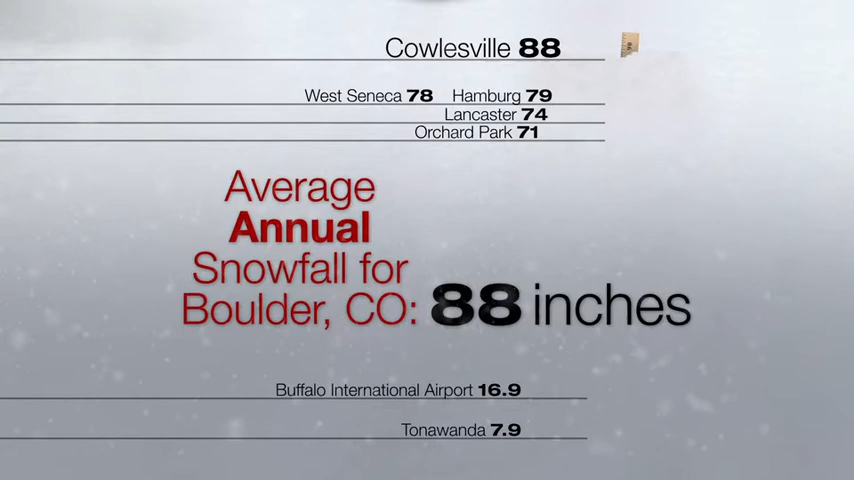 Cowlesville 88
West Seneca 78 Hamburg 79
Lancaster 74
Orchard Park 71
Average
Annual
Snowfall for
Boulder, CO: 88 inches
Buffalo International Airport 16.9
Tonawanda 7.9